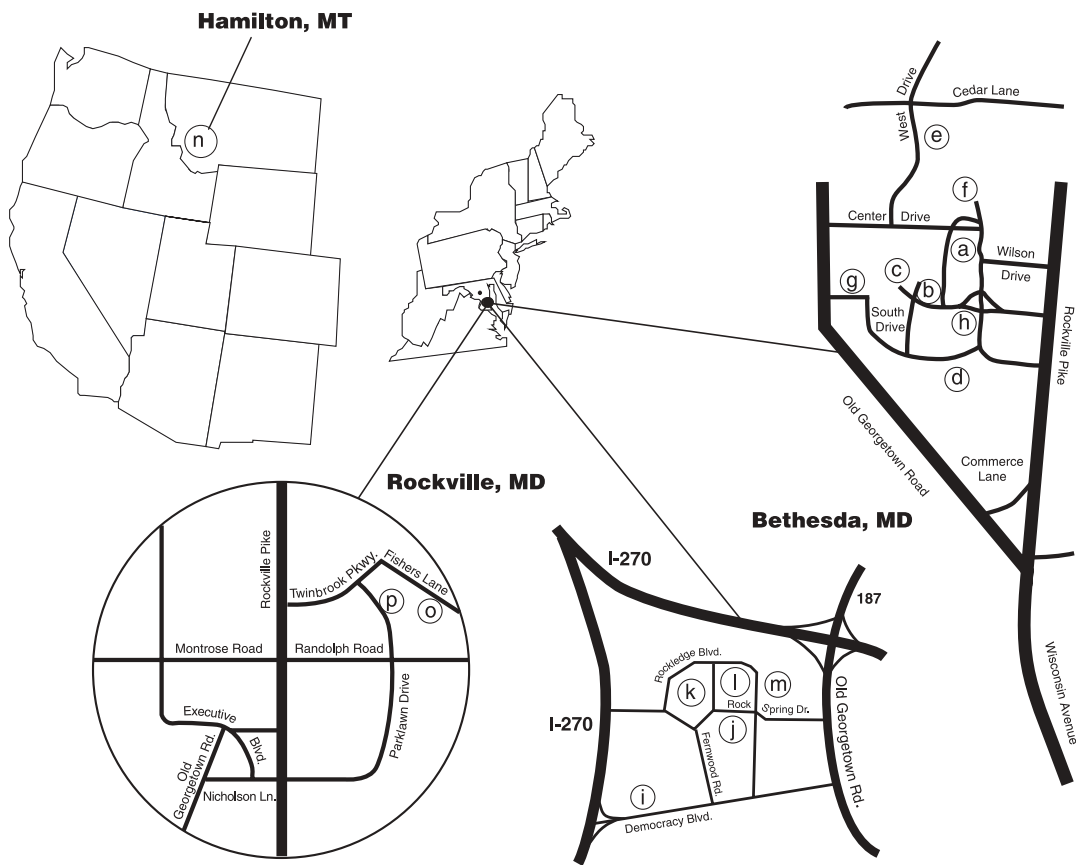 Hamilton, MT
n
West
Drive
Cedar Lane
e
f
Center Drive
a
Wilson
Drive
c
b
g
South
Drive
h
d
Rockville Pike
Old Georgetown Road
Commerce
Lane
Wisconsin Avenue
Rockville, MD
Rockville Pike
Twinbrook Pkwy.
Fishers Lane
p
o
Montrose Road
Randolph Road
Parklawn Drive
Executive
Blvd.
Old
Georgetown Rd.
Nicholson Ln.
Bethesda, MD
I-270
187
Rockledge Blvd.
k
l
m
Rock
Spring Dr.
j
I-270
Fernwood Rd.
Old Georgetown Rd.
i
Democracy Blvd.